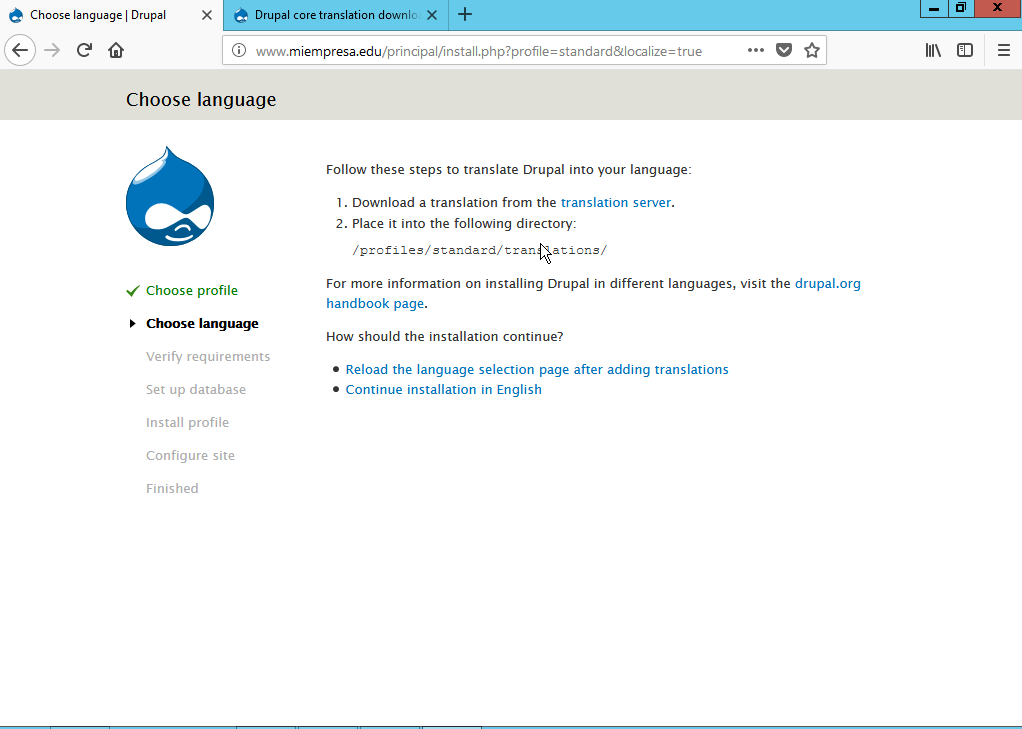 Choose language | Drupal
Drupal core translation downlo
www.miempresa.edu/principal/install.php?profile=standard&localize=true
Choose language
Follow these steps to translate Drupal into your language:
1. Download a translation from the translation server.
2. Place it into the following directory:
/profiles/standard/translations/
For more information on installing Drupal in different languages, visit the drupal.org
handbook page.
How should the installation continue?
Reload the language selection page after adding translations
Continue installation in English
Choose profile
Choose language
Verify requirements
Set up database
Install profile
Configure site
Finished